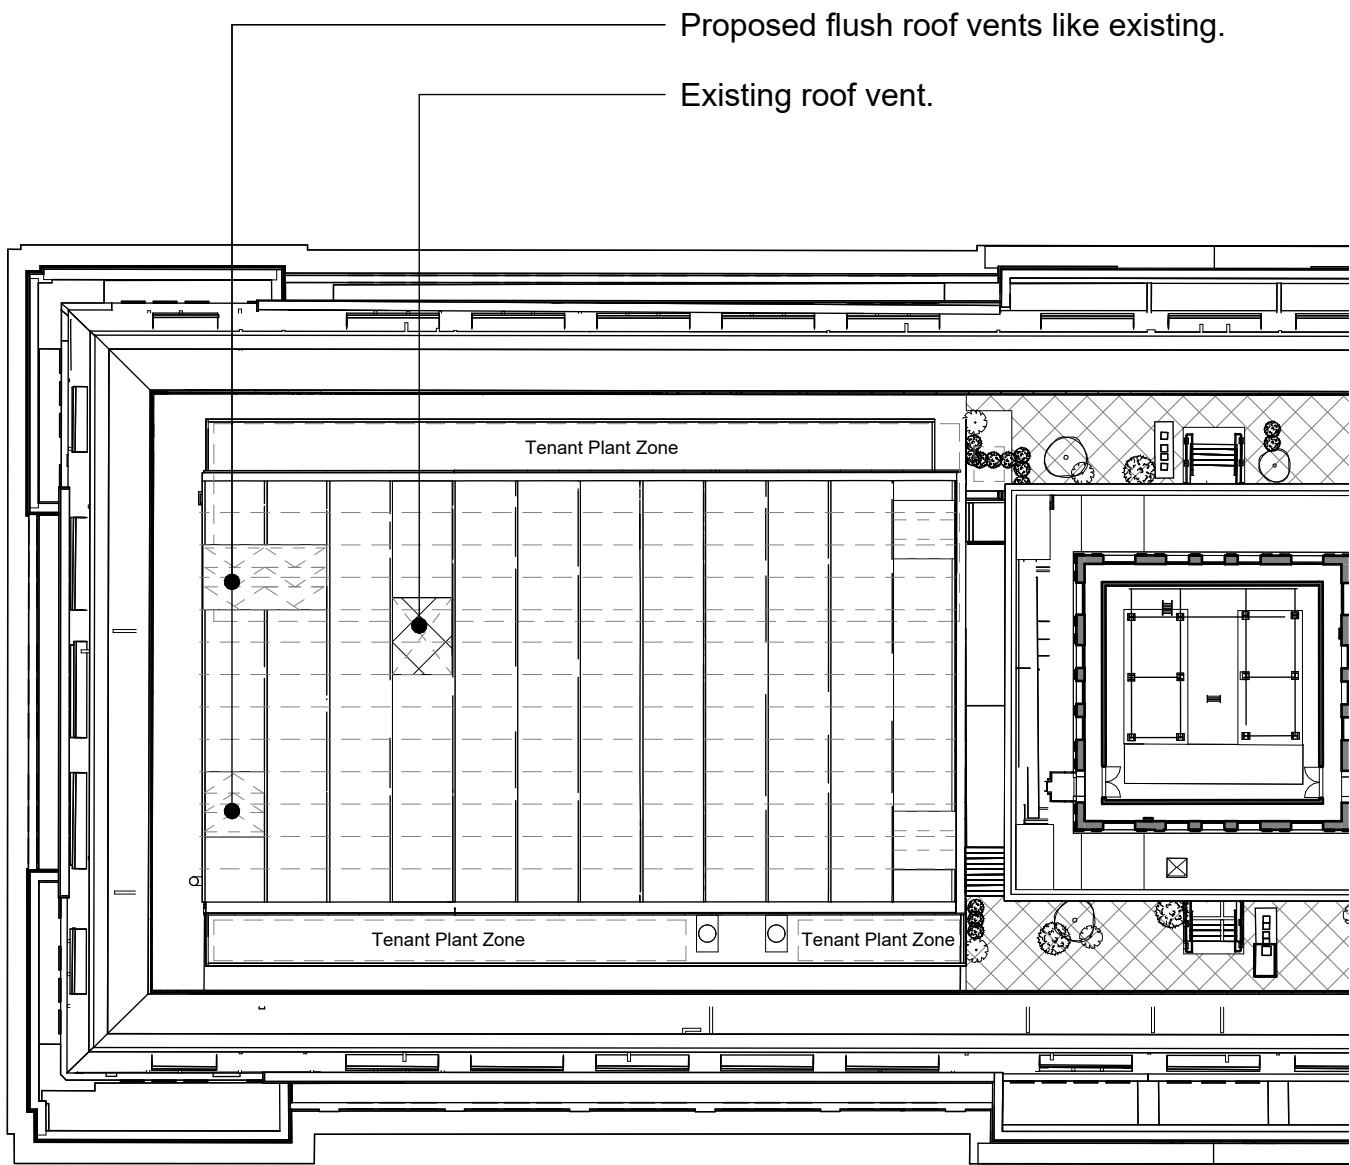 Proposed flush roof vents like existing.
Existing roof vent.
Tenant Plant Zone
Tenant Plant Zone
Tenant Plant Zone